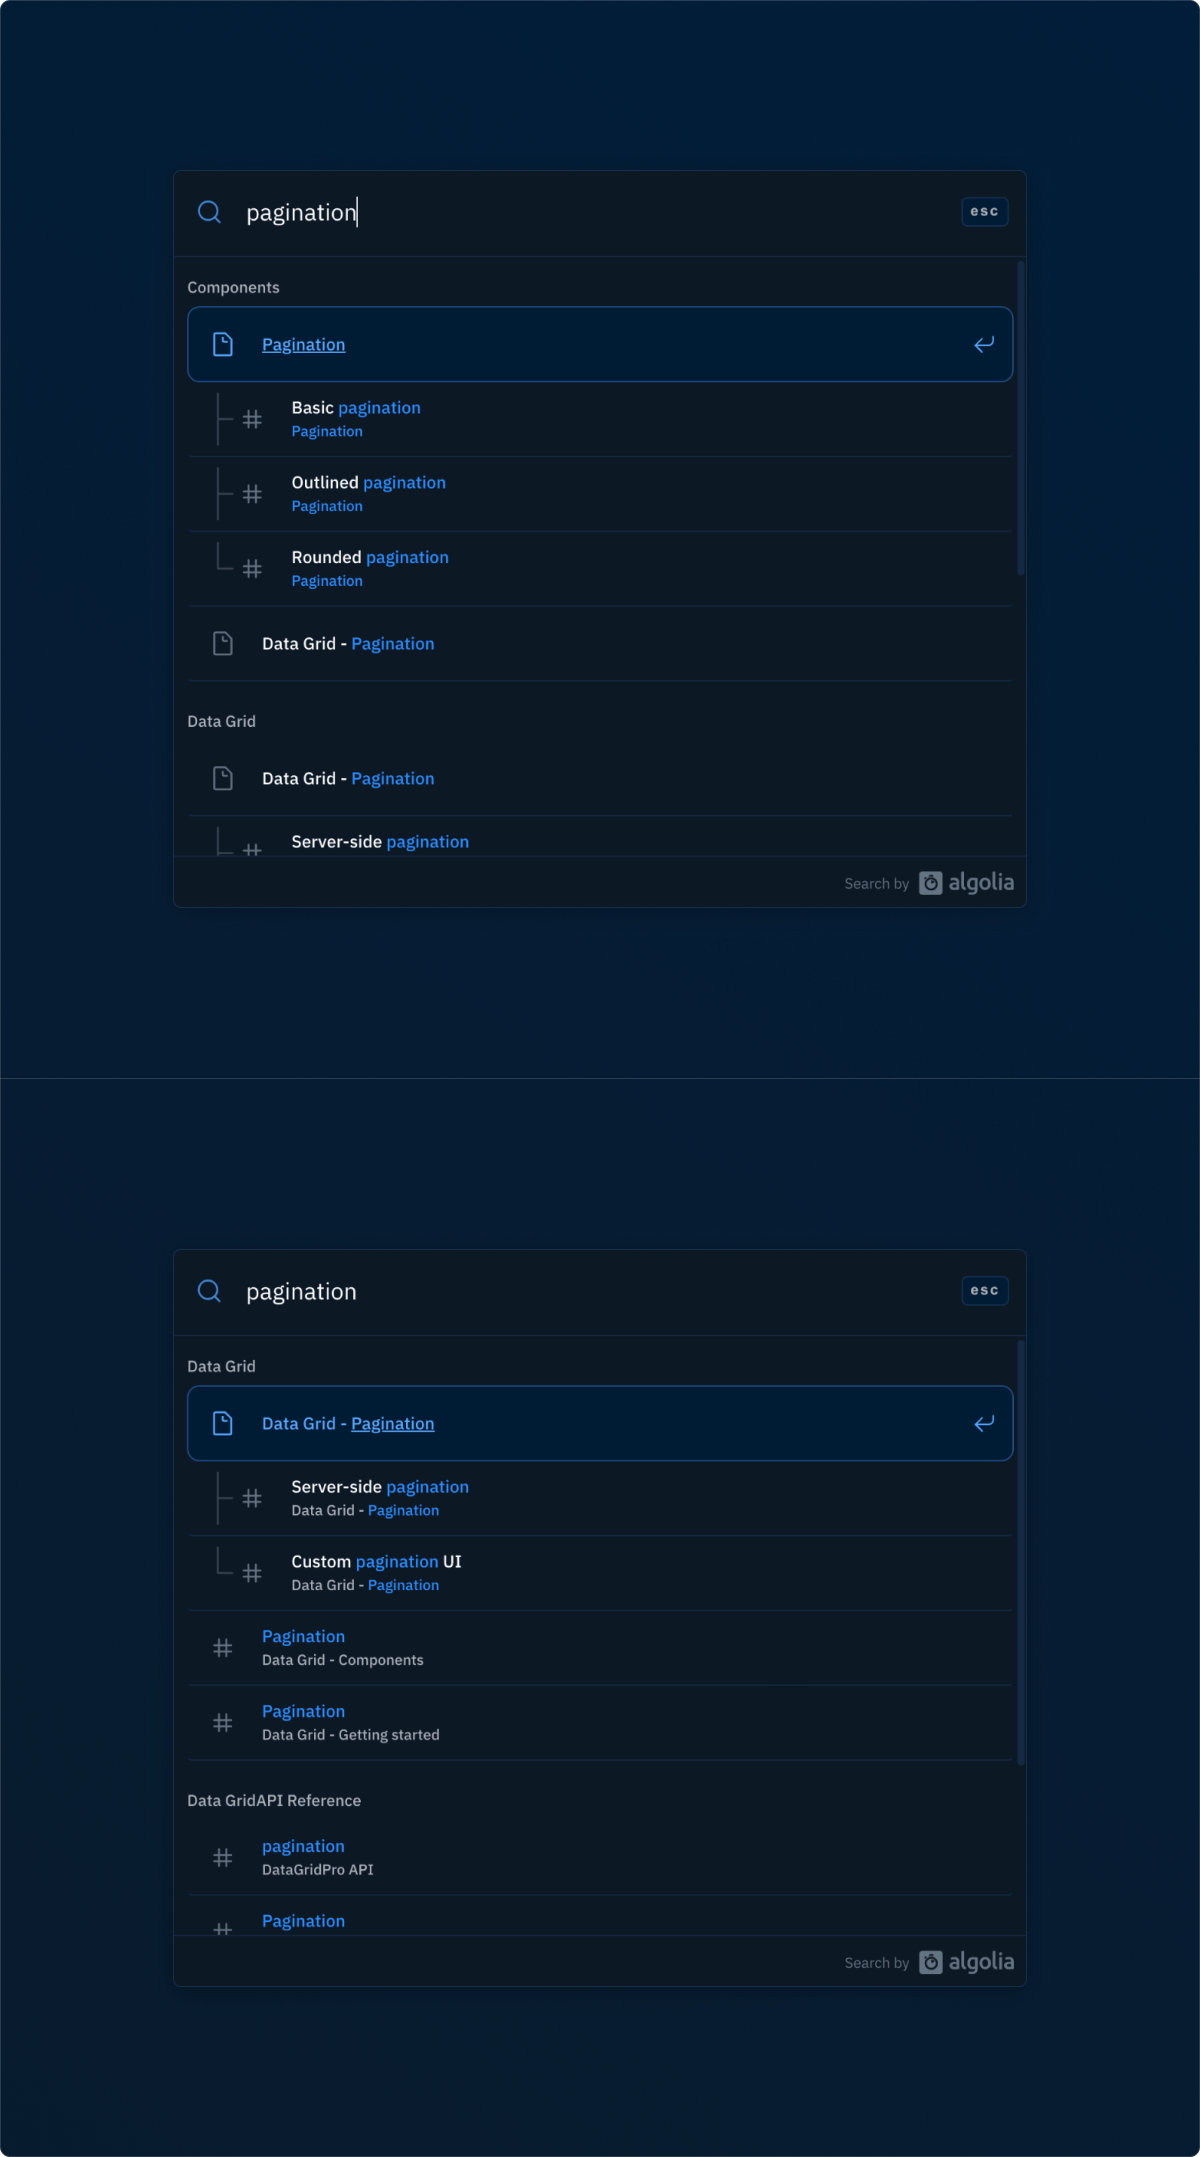 pagination
esc
Components
Pagination
Basic pagination
Pagination
Outlined pagination
Pagination
Rounded pagination
Pagination
Data Grid - Pagination
Data Grid
Data Grid - Pagination
Server-side pagination
Search by algolia
pagination
esc
Data Grid
Data Grid - Pagination
Server-side pagination
Data Grid - Pagination
Custom pagination UI
Data Grid - Pagination
Pagination
Data Grid - Components
Pagination
Data Grid - Getting started
Data GridAPI Reference
pagination
DataGridPro API
Pagination
Search by algolia